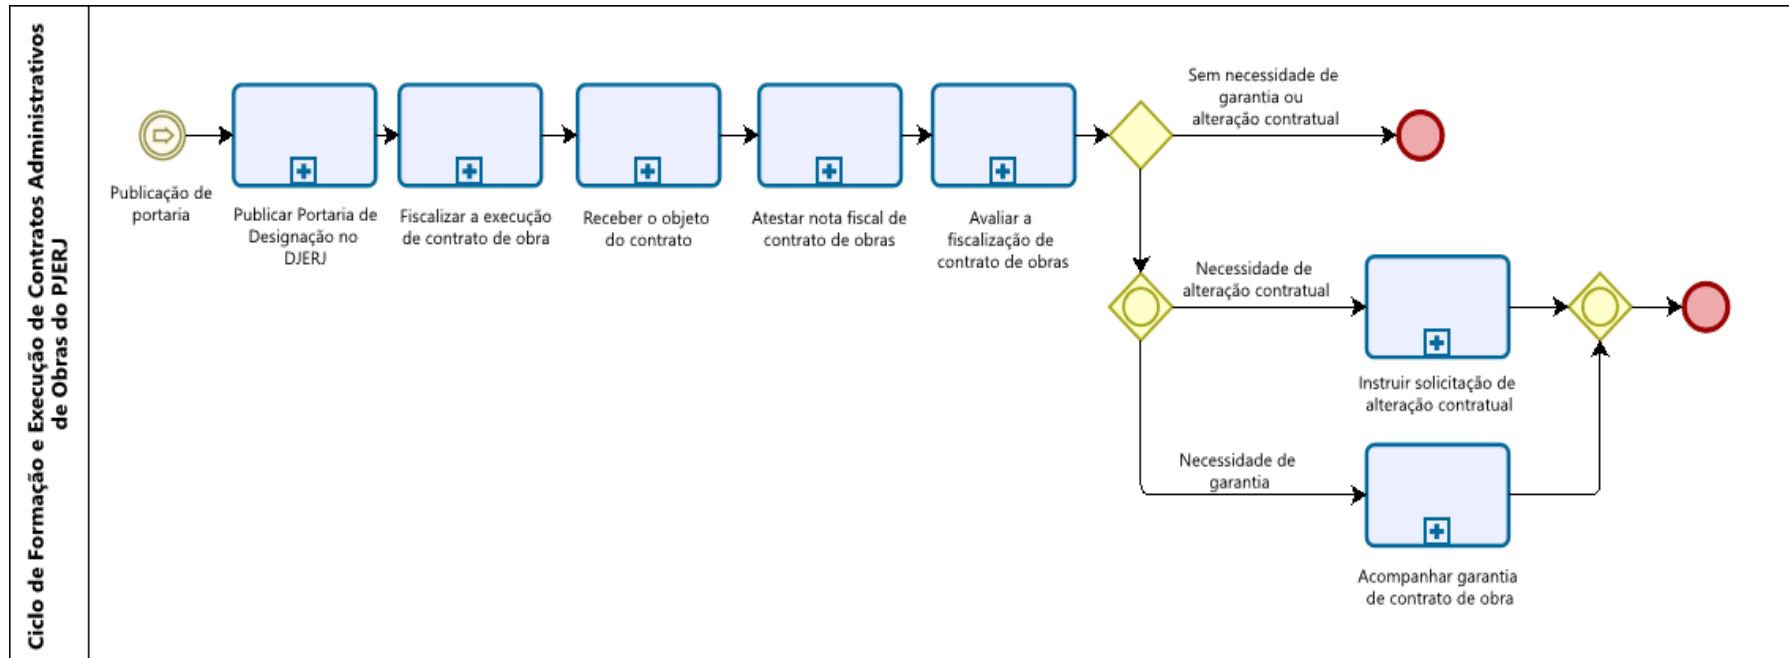 Ciclo de Formação e Execução de Contratos Administrativos
de Obras do PJERJ
Publicação de
portaria
Publicar Portaria de
Designação no
DJERJ
Fiscalizar a execução
de contrato de obra
Receber o objeto
do contrato
Atestar nota fiscal de
contrato de obras
Avaliar a
fiscalização de
contrato de obras
Sem necessidade de
garantia ou
alteração contratual
Necessidade de
alteração contratual
Instruir solicitação de
alteração contratual
Necessidade de
garantia
Acompanhar garantia
de contrato de obra